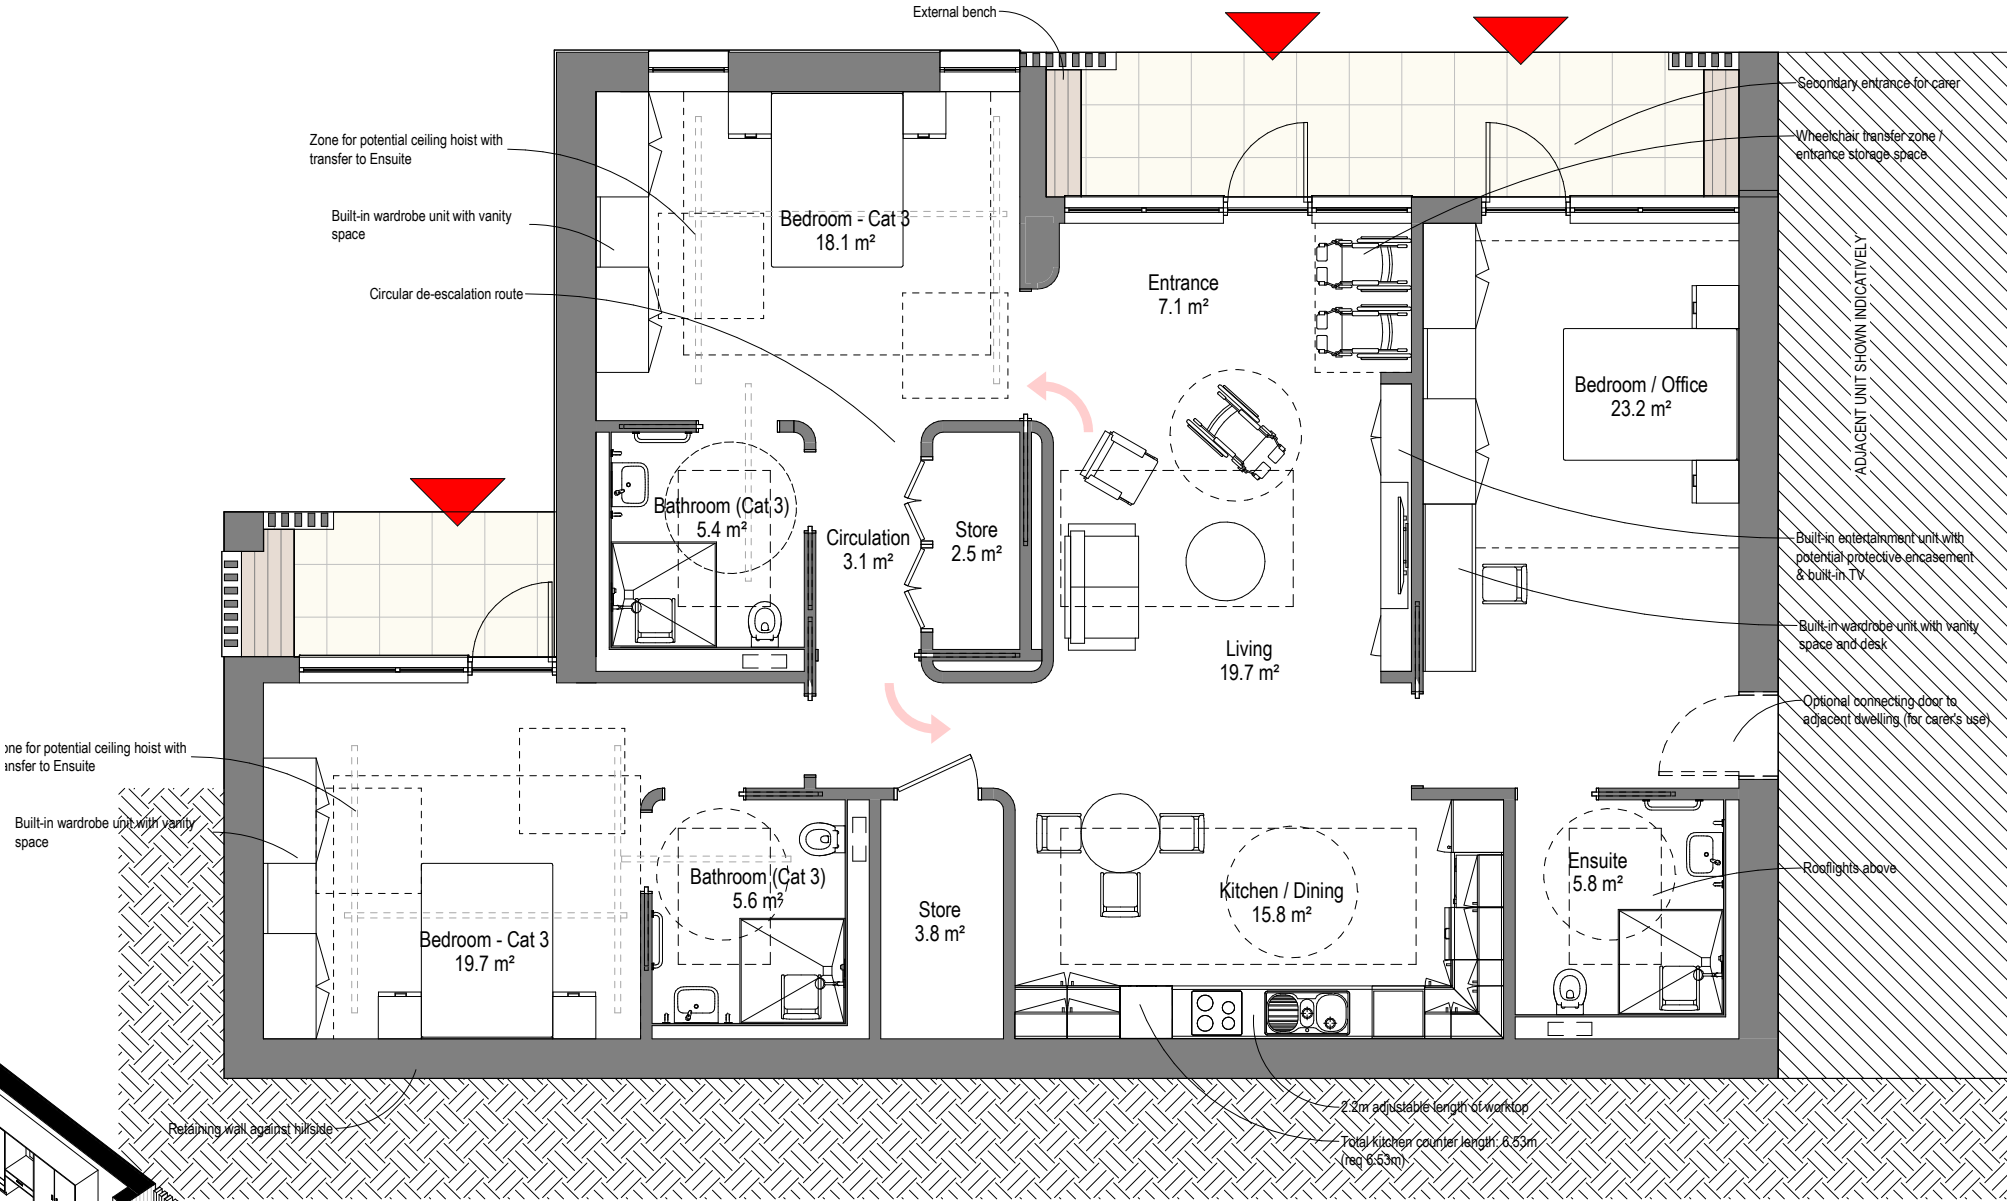 External bench
Secondary entrance for carer
Wheelchair transfer zone /
entrance storage space
Zone for potential ceiling hoist with
transfer to Ensuite
Built-in wardrobe unit with vanity
space
Circular de-escalation route
Bedroom - Cat 3
18.1 m²
Entrance
7.1 m²
ADJACENT UNIT SHOWN INDICATIVELY
Bedroom / Office
23.2 m²
Bathroom (Cat 3)
5.4 m²
Circulation
3.1 m²
Store
2.5 m²
Built-in entertainment unit with
potential protective encasement
& built-in TV
Living
19.7 m²
Built-in wardrobe unit with vanity
space and desk
Optional connecting door to
adjacent dwelling (for carer's use)
one for potential ceiling hoist with
ansfer to Ensuite
Built-in wardrobe unit with vanity
space
Bedroom - Cat 3
19.7 m²
Bathroom (Cat 3)
5.6 m²
Store
3.8 m²
Kitchen / Dining
15.8 m²
Ensuite
5.8 m²
Rooflights above
Retaining wall against hillside
2.2m adjustable length of worktop
Total kitchen counter length: 6.53m
(req 6.53m)